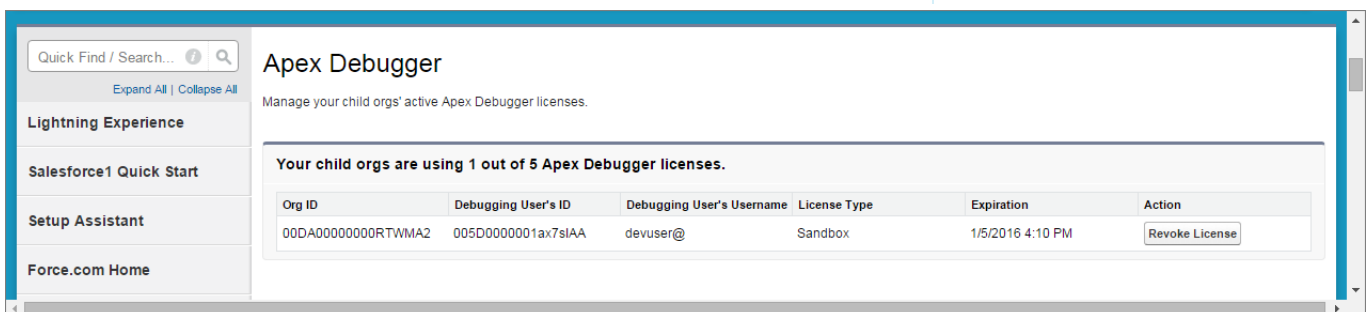 Quick Find / Search...
Expand All | Collapse All
Lightning Experience
Salesforce1 Quick Start
Setup Assistant
Force.com Home
Apex Debugger
Manage your child orgs' active Apex Debugger licenses.
Your child orgs are using 1 out of 5 Apex Debugger licenses.
Org ID Debugging User's ID Debugging User's Username License Type Expiration Action
00DA00000000RTWMA2 005D0000001ax7sIAA devuser@ Sandbox 1/5/2016 4:10 PM Revoke License